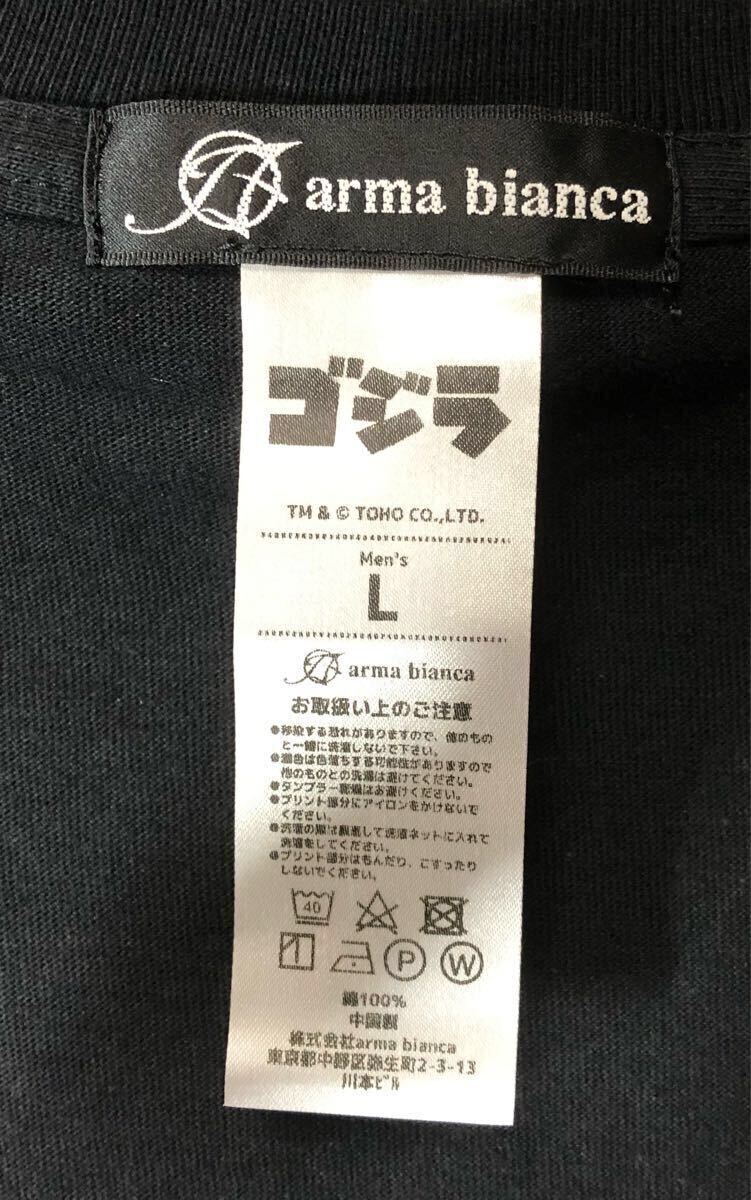 arma bianca
ゴジラ
TM & © TOHO CO.,LTD.
Men's
L
arma bianca
お取扱い上のご注意
●移染する恐れがありますので、他のもの
と一緒に洗濯しないで下さい。
●濃色は色落ちする可能性がありますので
他のものとの洗濯は避けてください。
●タンブラー乾燥はお避けください。
●プリント部分にアイロンをかけないで
ください。
●洗濯の際は裏返して洗濯ネットに入れて
洗濯をしてください。
●プリント部分はもんだり、こすったり
しないでください。
40
P W
綿100%
中国製
株式会社arma bianca
東京都中野区弥生町2-3-13
川本ビル